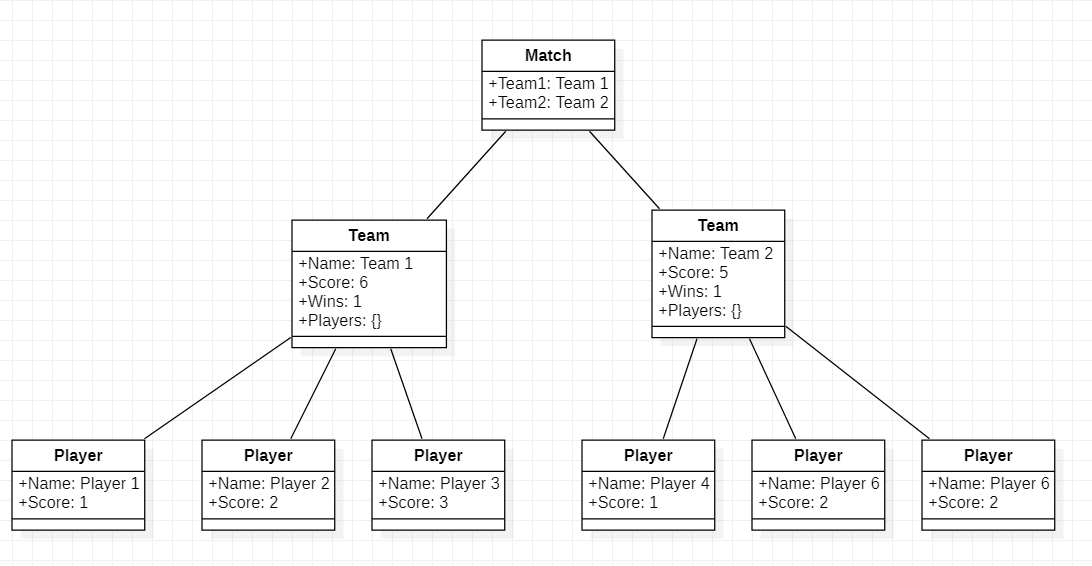 Match
+Team1: Team 1
+Team2: Team 2
Team
+Name: Team 1
+Score: 6
+Wins: 1
+Players: {}
Team
+Name: Team 2
+Score: 5
+Wins: 1
+Players: {}
Player
+Name: Player 1
+Score: 1
Player
+Name: Player 2
+Score: 2
Player
+Name: Player 3
+Score: 3
Player
+Name: Player 4
+Score: 1
Player
+Name: Player 6
+Score: 2
Player
+Name: Player 6
+Score: 2